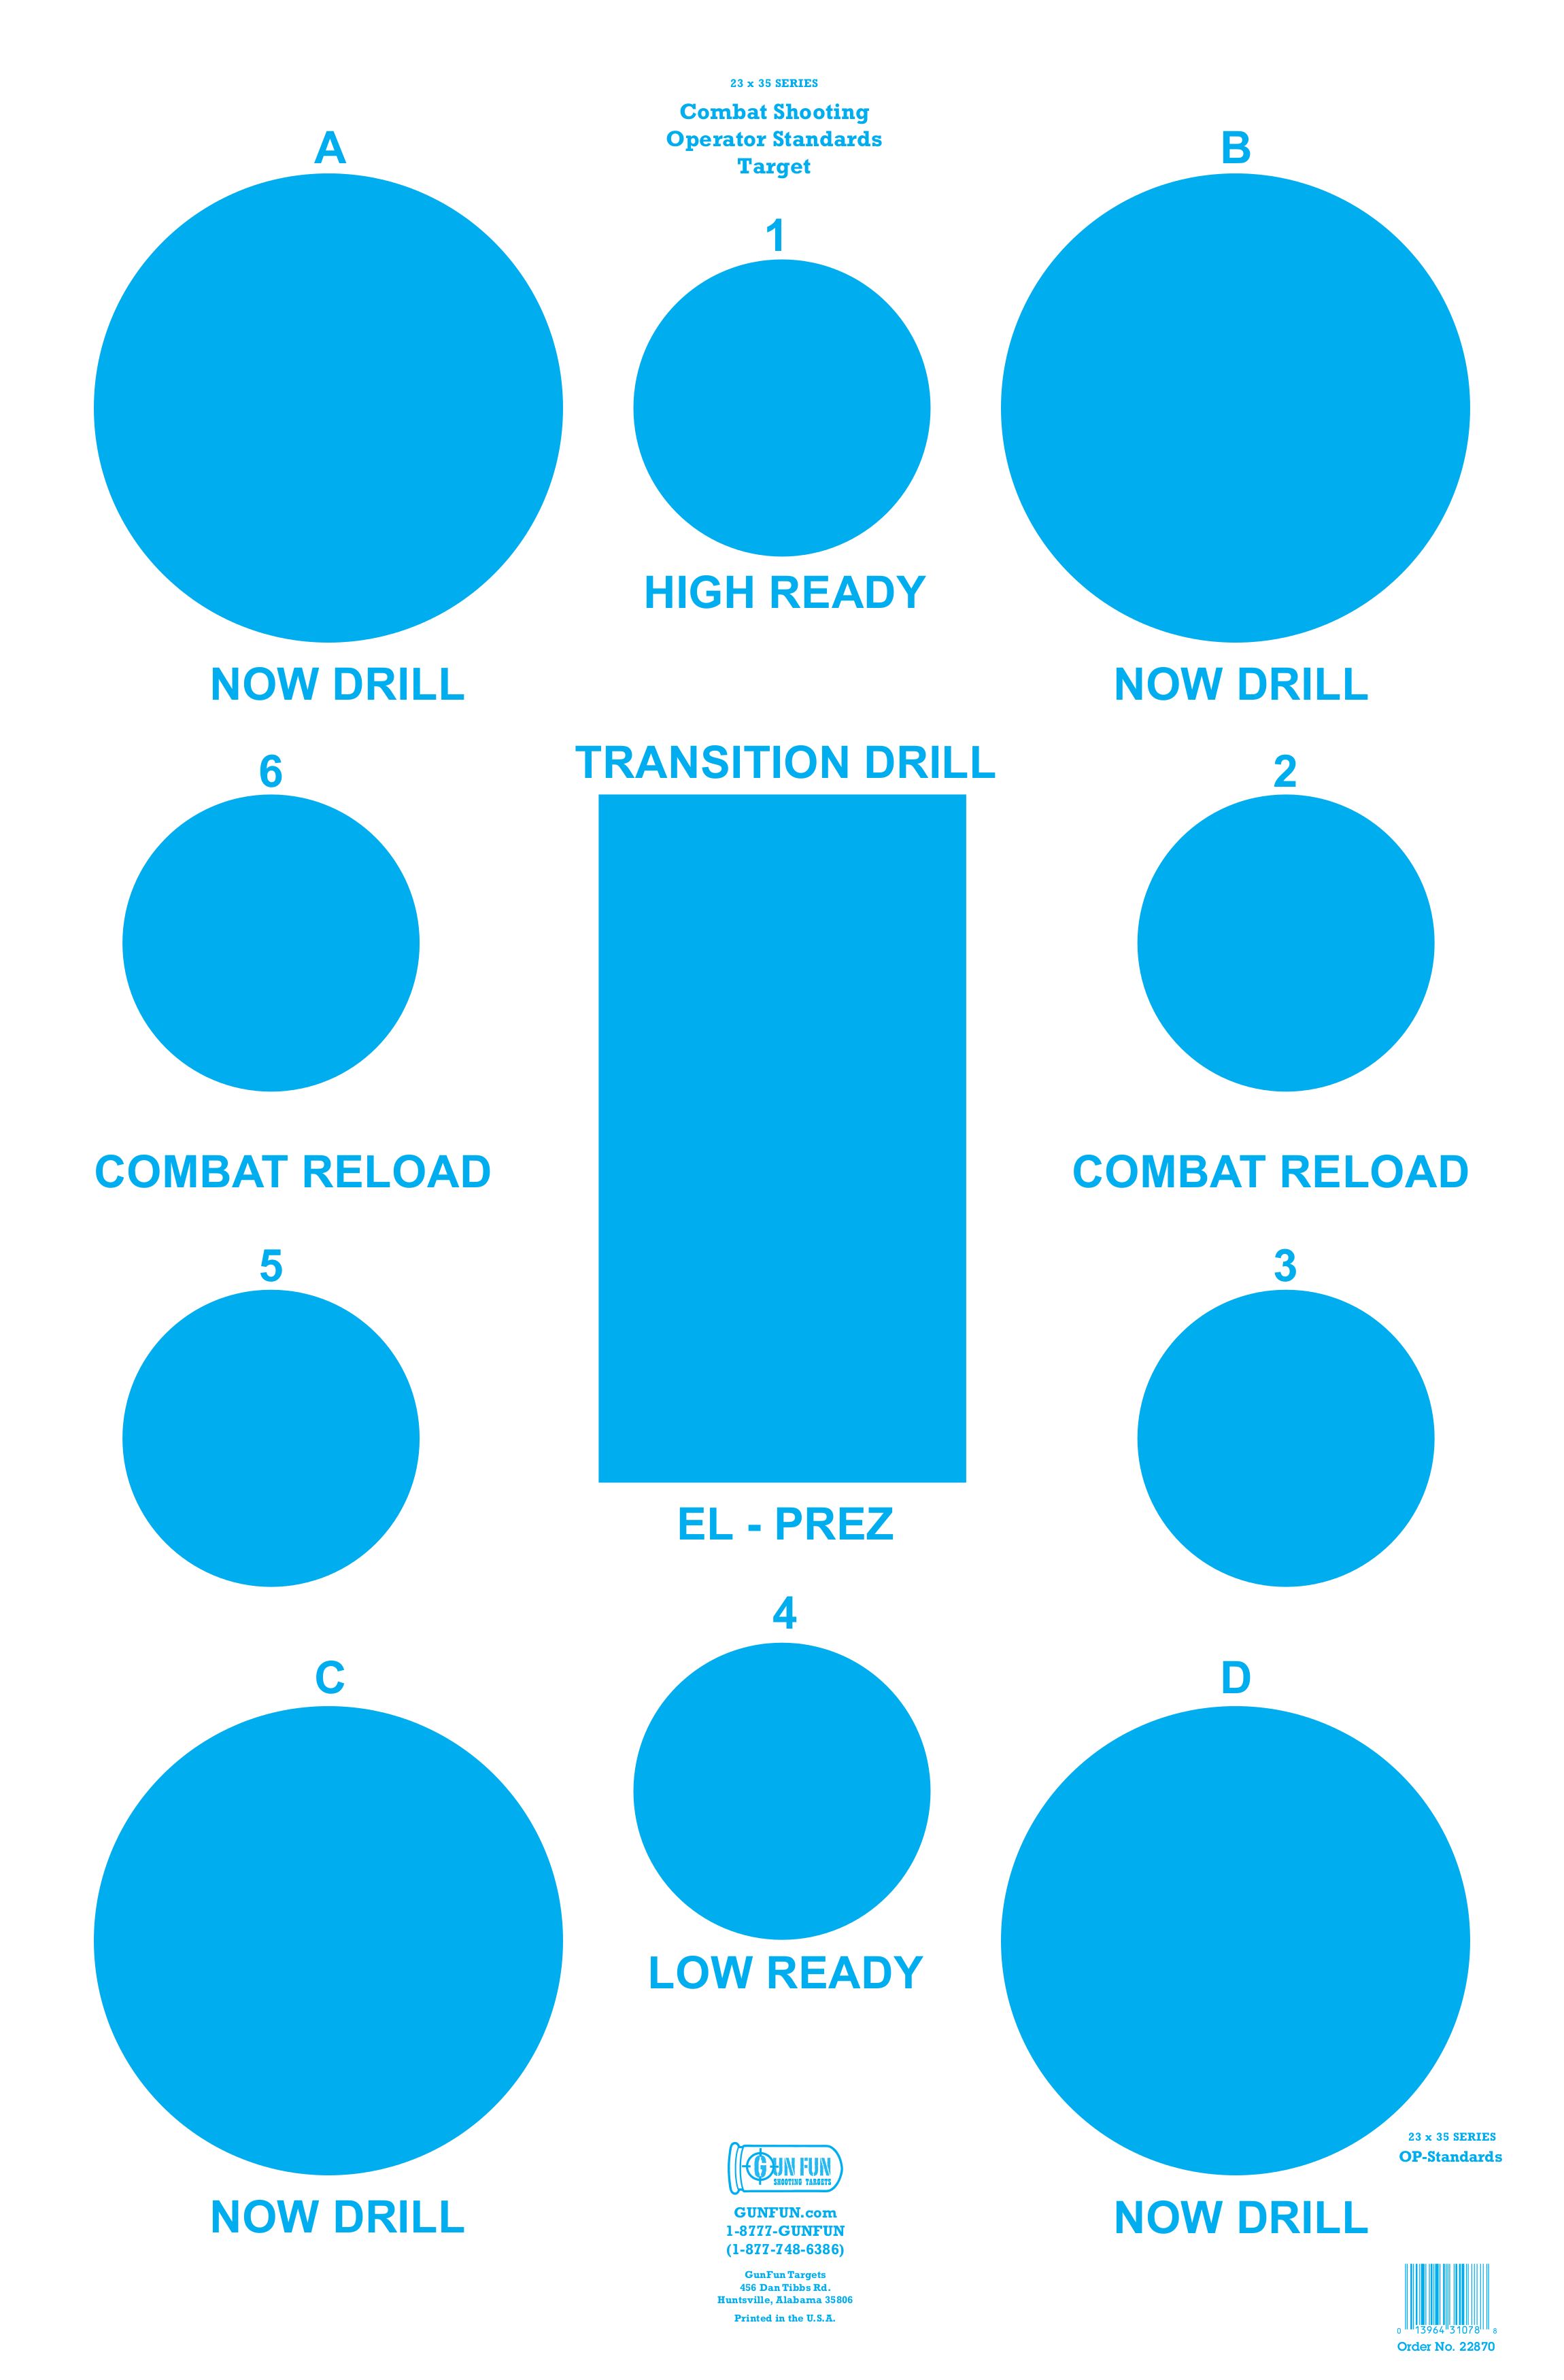 23 x 35 SERIES
Combat Shooting
Operator Standards
Target
A
B
1
HIGH READY
NOW DRILL
NOW DRILL
TRANSITION DRILL
6
2
COMBAT RELOAD
COMBAT RELOAD
5
3
EL - PREZ
4
C
D
LOW READY
23 x 35 SERIES
OP-Standards
GUN FUN
SHOOTING TARGETS
NOW DRILL
NOW DRILL
GUNFUN.com
1-8777-GUNFUN
(1-877-748-6386)
GunFun Targets
456 Dan Tibbs Rd.
Huntsville, Alabama 35806
Printed in the U.S.A.
0 13964 31078 8
Order No. 22870